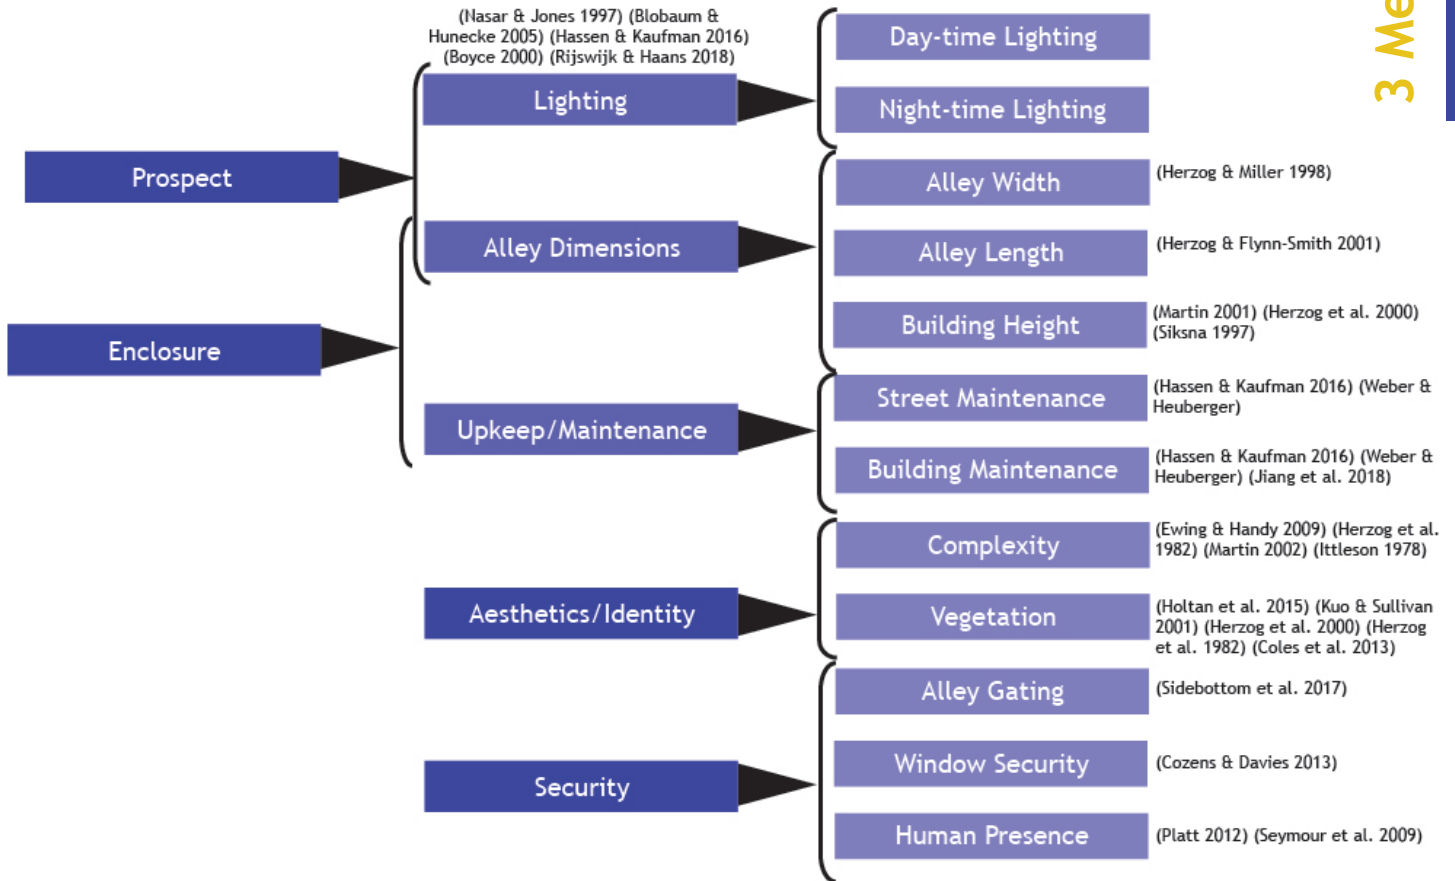 (Nasar & Jones 1997) (Blobaum &
Hunecke 2005) (Hassen & Kaufman 2016)
(Boyce 2000) (Rijswijk & Haans 2018)
3 Me
Prospect
Enclosure
Lighting
Alley Dimensions
Upkeep/Maintenance
Aesthetics/Identity
Security
Day-time Lighting
Night-time Lighting
Alley Width
(Herzog & Miller 1998)
Alley Length
(Herzog & Flynn-Smith 2001)
Building Height
(Martin 2001) (Herzog et al. 2000)
(Siksna 1997)
Street Maintenance
(Hassen & Kaufman 2016) (Weber &
Heuberger)
Building Maintenance
(Hassen & Kaufman 2016) (Weber &
Heuberger) (Jiang et al. 2018)
Complexity
(Ewing & Handy 2009) (Herzog et al.
1982) (Martin 2002) (Ittleson 1978)
Vegetation
(Holtan et al. 2015) (Kuo & Sullivan
2001) (Herzog et al. 2000) (Herzog
et al. 1982) (Coles et al. 2013)
Alley Gating
(Sidebottom et al. 2017)
Window Security
(Cozens & Davies 2013)
Human Presence
(Platt 2012) (Seymour et al. 2009)